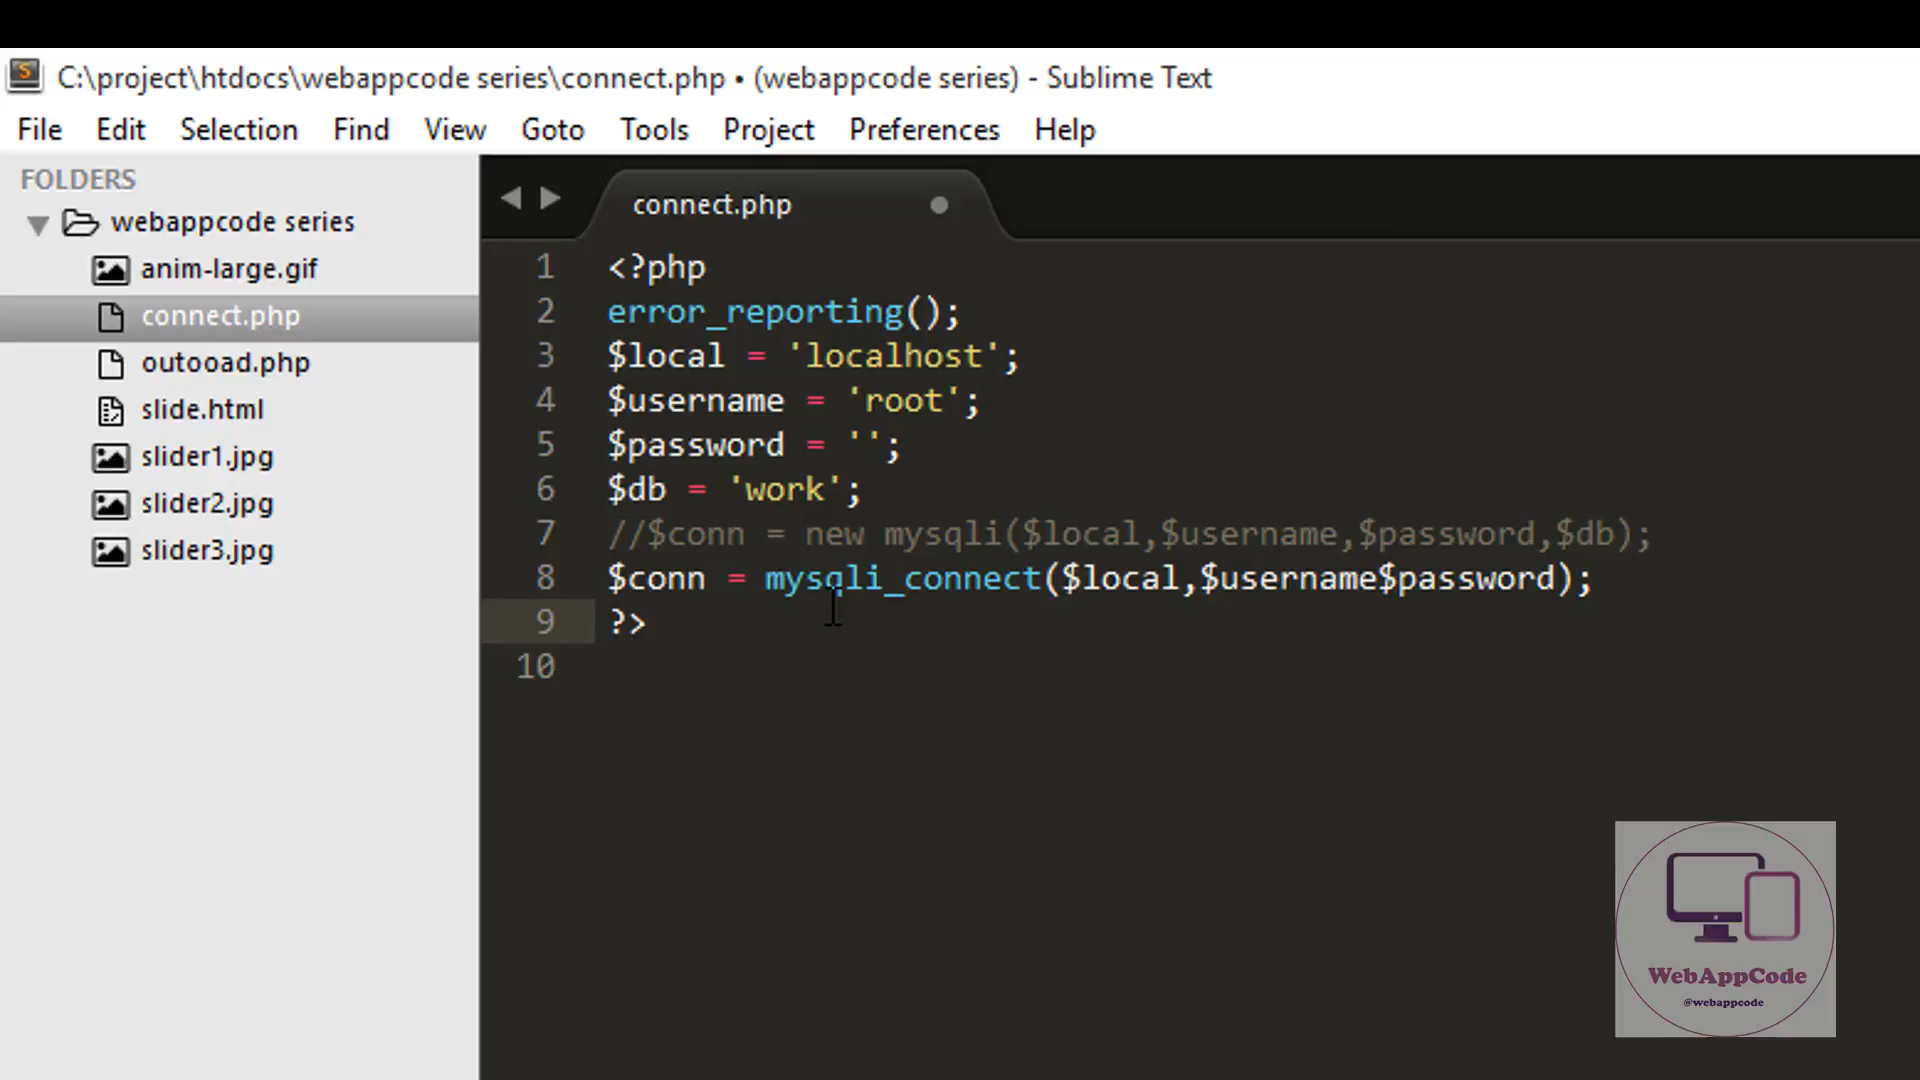 C:\project\htdocs\webappcode series\connect.php • (webappcode series) - Sublime Text
File Edit Selection Find View Goto Tools Project Preferences Help
FOLDERS
webappcode series
anim-large.gif
connect.php
outooad.php
slide.html
slider1.jpg
slider2.jpg
slider3.jpg
connect.php
1 <?php
2 error_reporting();
3 $local = 'localhost';
4 $username = 'root';
5 $password = '';
6 $db = 'work';
7 //$conn = new mysqli($local,$username,$password,$db);
8 $conn = mysqli_connect($local,$username$password);
9 ?>
10
WebAppCode
@webappcode